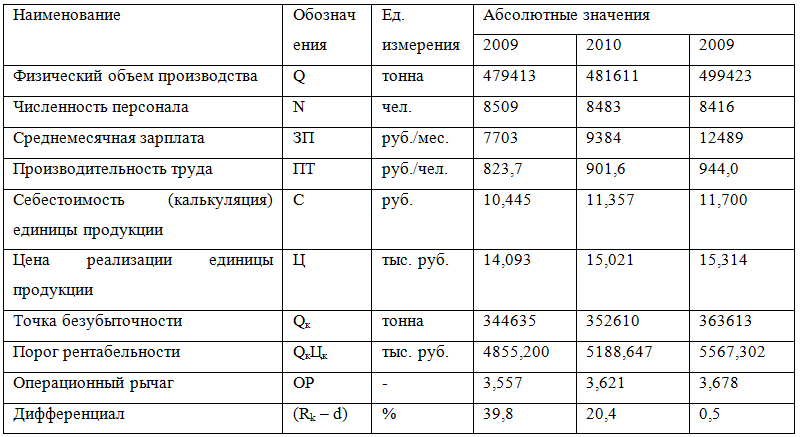 Наименование Обознач Ед. Абсолютные значения
ения измерения 2009 2010 2009
Физический объем производства Q тонна 479413 481611 499423
Численность персонала N чел. 8509 8483 8416
Среднемесячная зарплата ЗП руб./мес. 7703 9384 12489
Производительность труда ПТ руб./чел. 823,7 901,6 944,0
Себестоимость (калькуляция) С руб. 10,445 11,357 11,700
единицы продукции
Цена реализации единицы Ц тыс. руб. 14,093 15,021 15,314
продукции
Точка безубыточности Qк тонна 344635 352610 363613
Порог рентабельности QкЦк тыс. руб. 4855,200 5188,647 5567,302
Операционный рычаг ОР - 3,557 3,621 3,678
Дифференциал (Rk – d) % 39,8 20,4 0,5